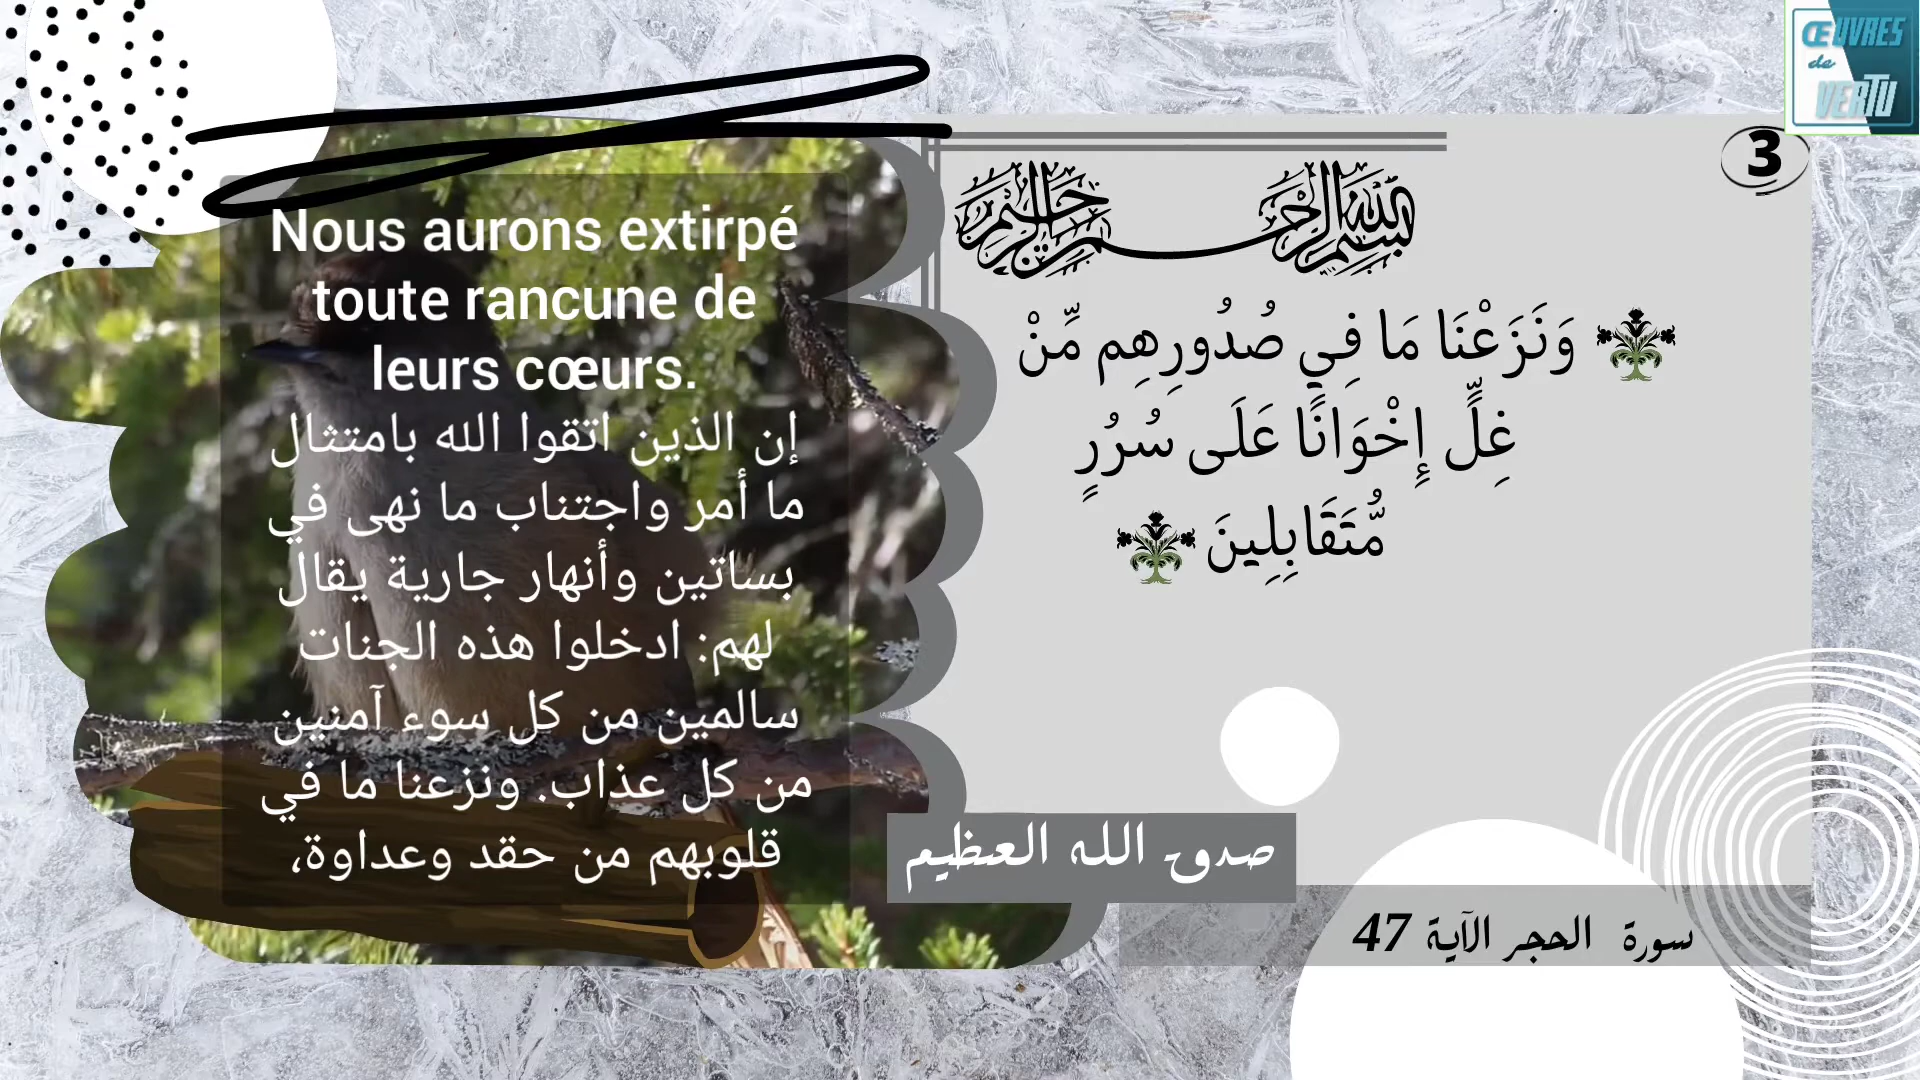 ŒUVRES
de
VERTU
3
بسم الله الرحمن الرحيم
وَنَزَعْنَا مَا فِي صُدُورِهِم مِّنْ
غِلٍّ إِخْوَانًا عَلَى سُرُرٍ
مُّتَقَابِلِينَ
Nous aurons extirpé
toute rancune de
leurs cœurs.
إن الذين اتقوا الله بامتثال
ما أمر واجتناب ما نهى في
بساتين وأنهار جارية يقال
لهم: ادخلوا هذه الجنات
سالمين من كل سوء آمنين
من كل عذاب. ونزعنا ما في
قلوبهم من حقد وعداوة،
صدق الله العظيم
سورة الحجر الآية 47